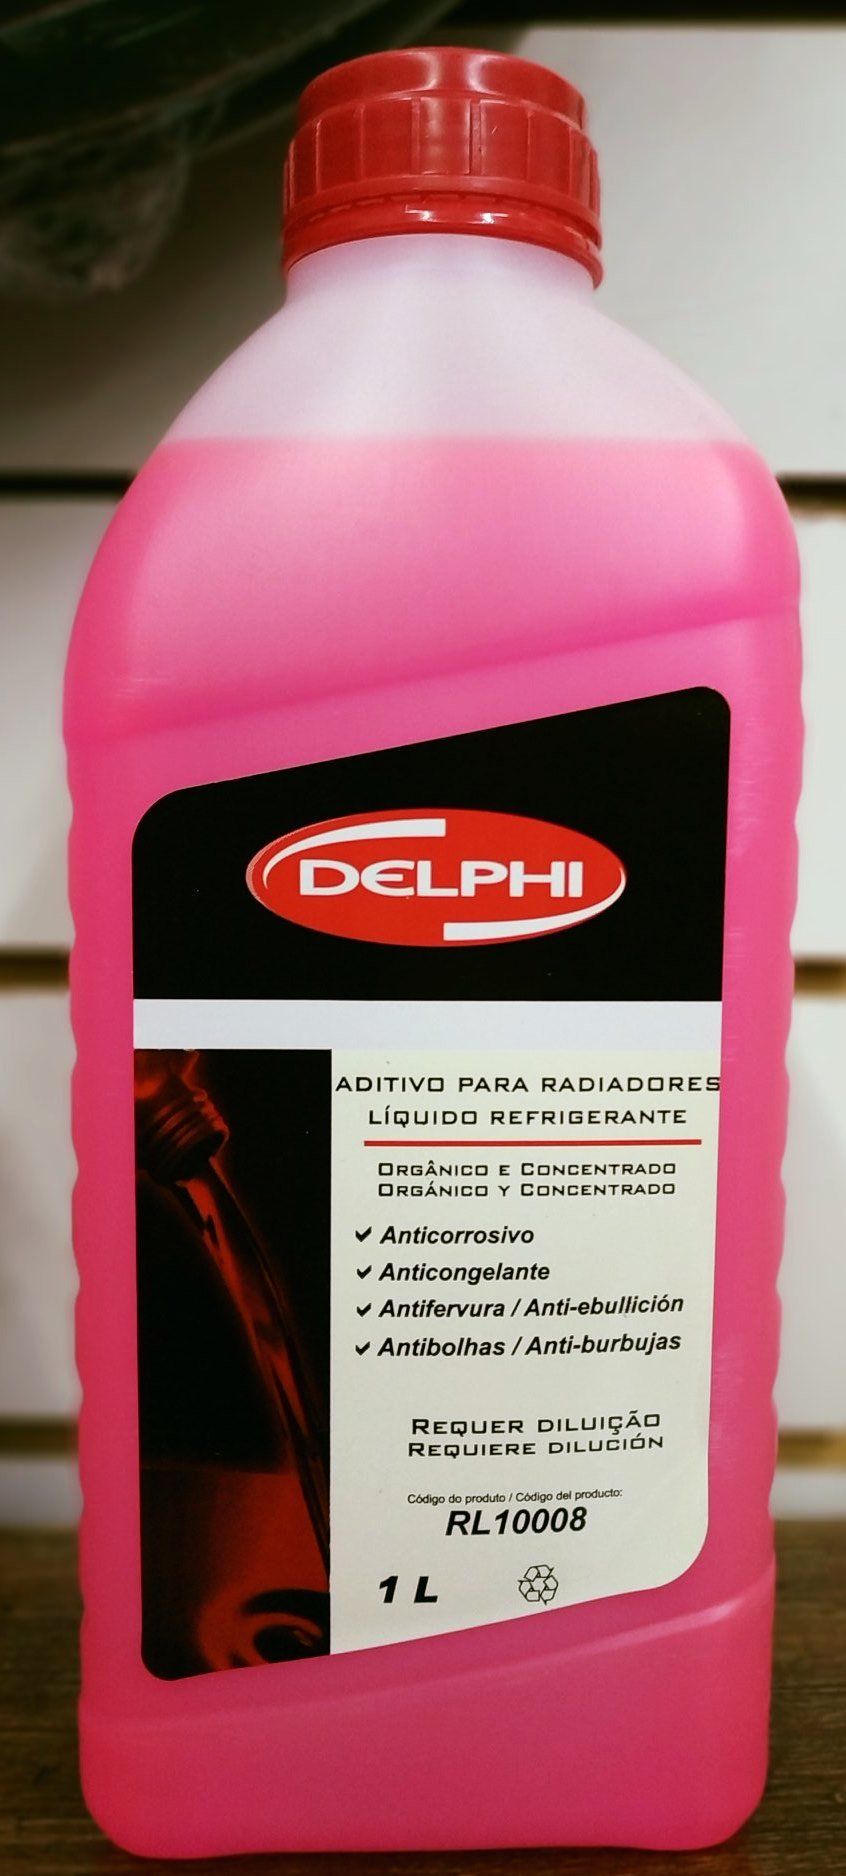 DELPHI
ADITIVO PARA RADIADORES
LÍQUIDO REFRIGERANTE
ORGÂNICO E CONCENTRADO
ORGÁNICO Y CONCENTRADO
Anticorrosivo
Anticongelante
Antifervura / Anti-ebullición
Antibolhas / Anti-burbujas
REQUER DILUIÇÃO
REQUIERE DILUCIÓN
Código do produto / Código del producto:
RL10008
1 L